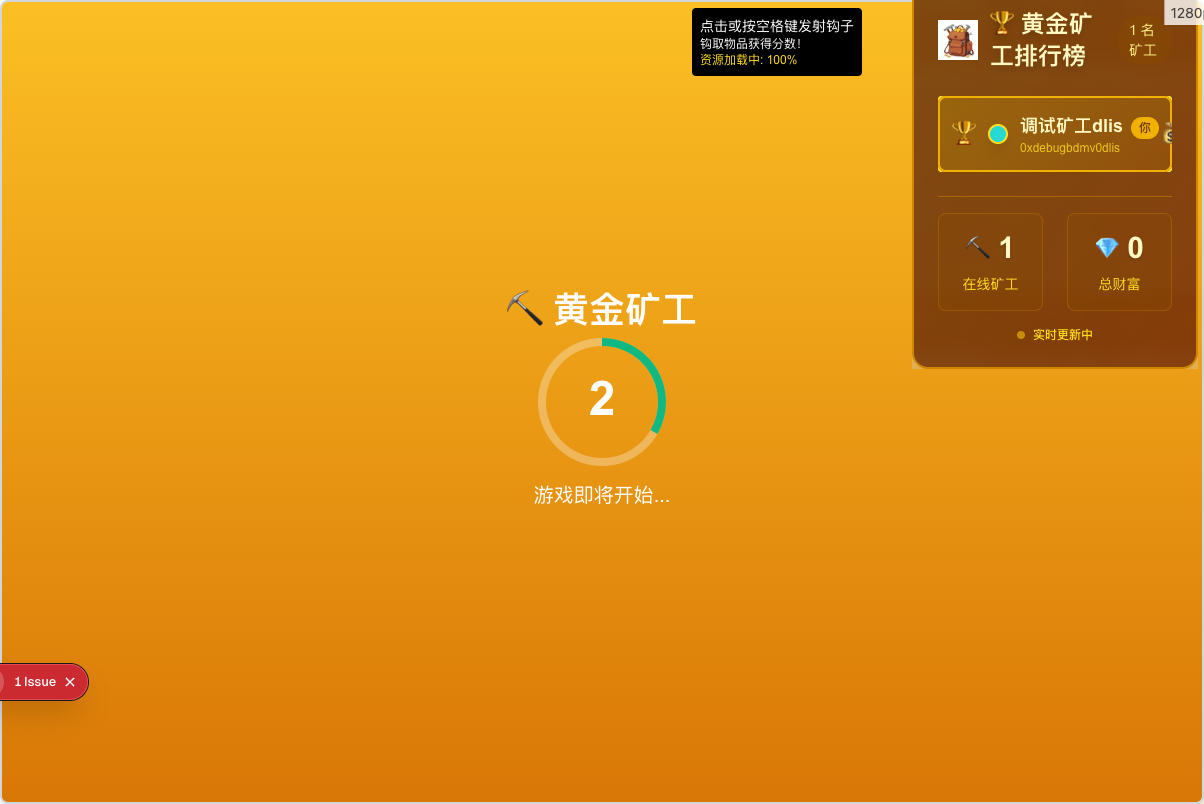 点击或按空格键发射钩子
钩取物品获得分数!
资源加载中: 100%
1280
黄金矿
工排行榜
1 名
矿工
调试矿工dlis
你
0xdebugbdmv0dlis
1
在线矿工
0
总财富
实时更新中
黄金矿工
2
游戏即将开始...
1 Issue